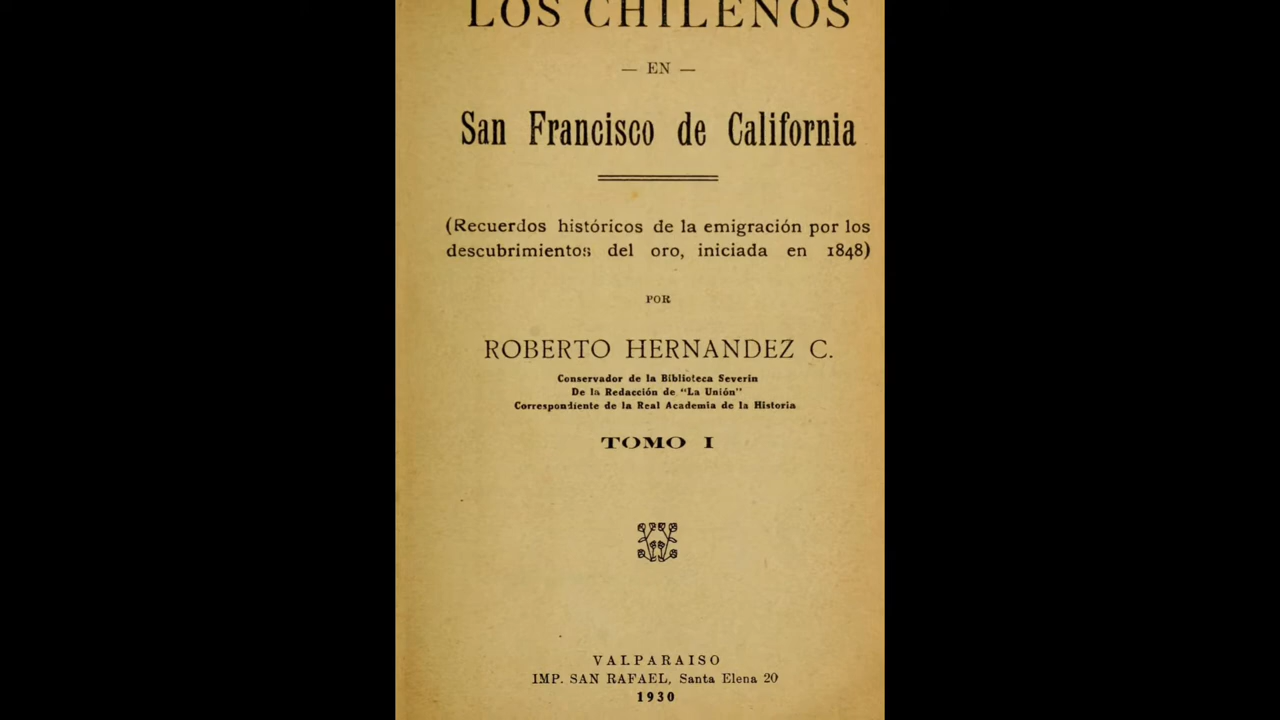 LOS CHILENOS
— EN —
San Francisco de California
(Recuerdos históricos de la emigración por los
descubrimientos del oro, iniciada en 1848)
POR
ROBERTO HERNANDEZ C.
Conservador de la Biblioteca Severín
De la Redacción de "La Unión"
Correspondiente de la Real Academia de la Historia
TOMO I
VALPARAISO
IMP. SAN RAFAEL, Santa Elena 20
1930